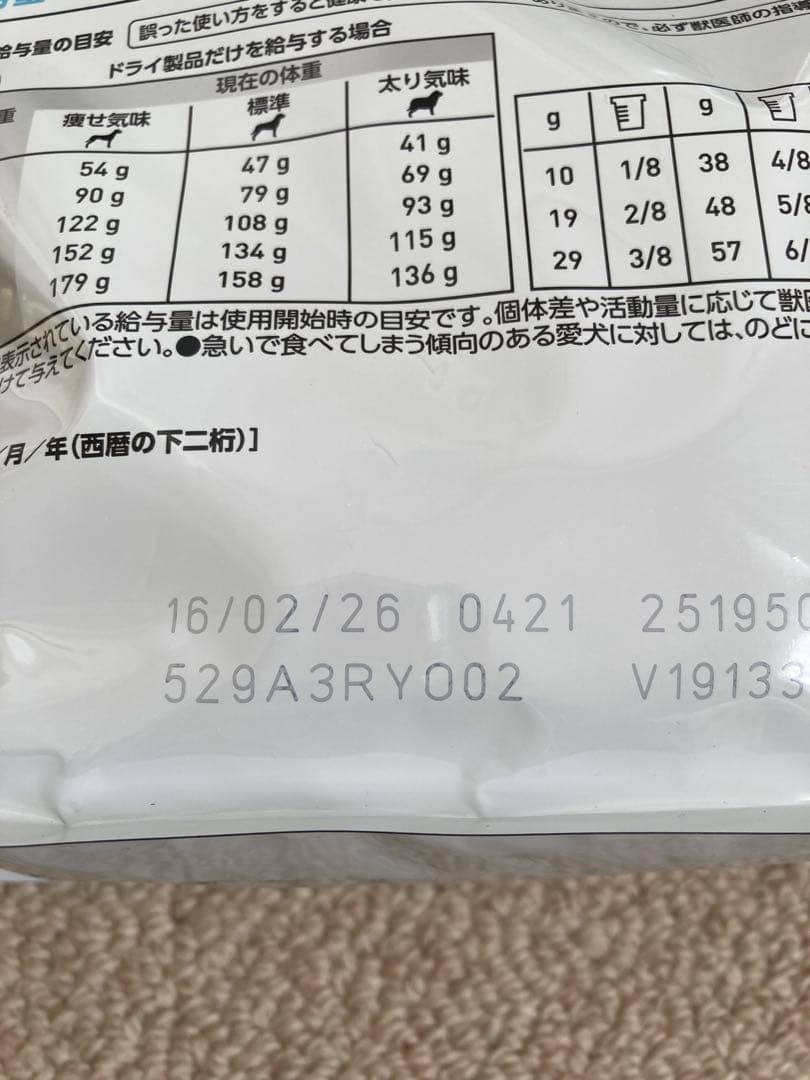 給与量の目安
誤った使い方をすると健康
必ず獣医師の指導
ドライ製品だけを給与する場合
現在の体重
重 痩せ気味 標準 太り気味
54 g 47 g 41 g
90 g 79 g 69 g
122 g 108 g 93 g
152 g 134 g 115 g
179 g 158 g 136 g
g g
10 1/8 38 4/8
19 2/8 48 5/8
29 3/8 57 6/
表示されている給与量は使用開始時の目安です。個体差や活動量に応じて獣医
けて与えてください。●急いで食べてしまう傾向のある愛犬に対しては、のどに
/月/年(西暦の下二桁)]
16/02/26 0421 251950
529A3RYO02 V19133